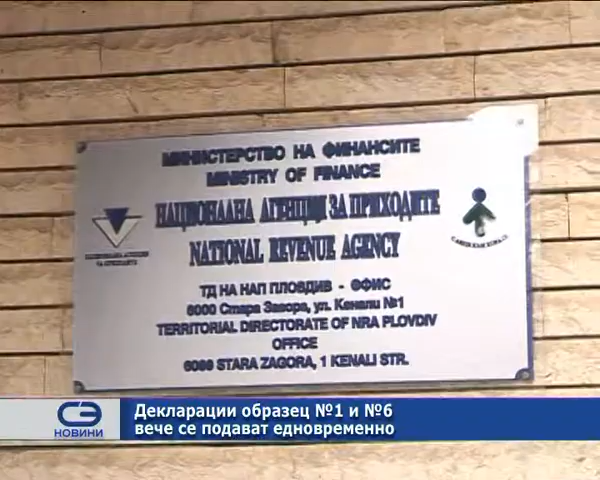 МИНИСТЕРСТВО НА ФИНАНСИТЕ
MINISTRY OF FINANCE
НАЦИОНАЛНА АГЕНЦИЯ ЗА ПРИХОДИТЕ
NATIONAL REVENUE AGENCY
ТД НА НАП ПЛОВДИВ - ОФИС
6000 Стара Загора, ул. Кенали №1
TERRITORIAL DIRECTORATE OF NRA PLOVDIV
OFFICE
6000 STARA ZAGORA, 1 KENALI STR.
СЭ НОВИНИ
Декларации образец №1 и №6
вече се подават едновременно